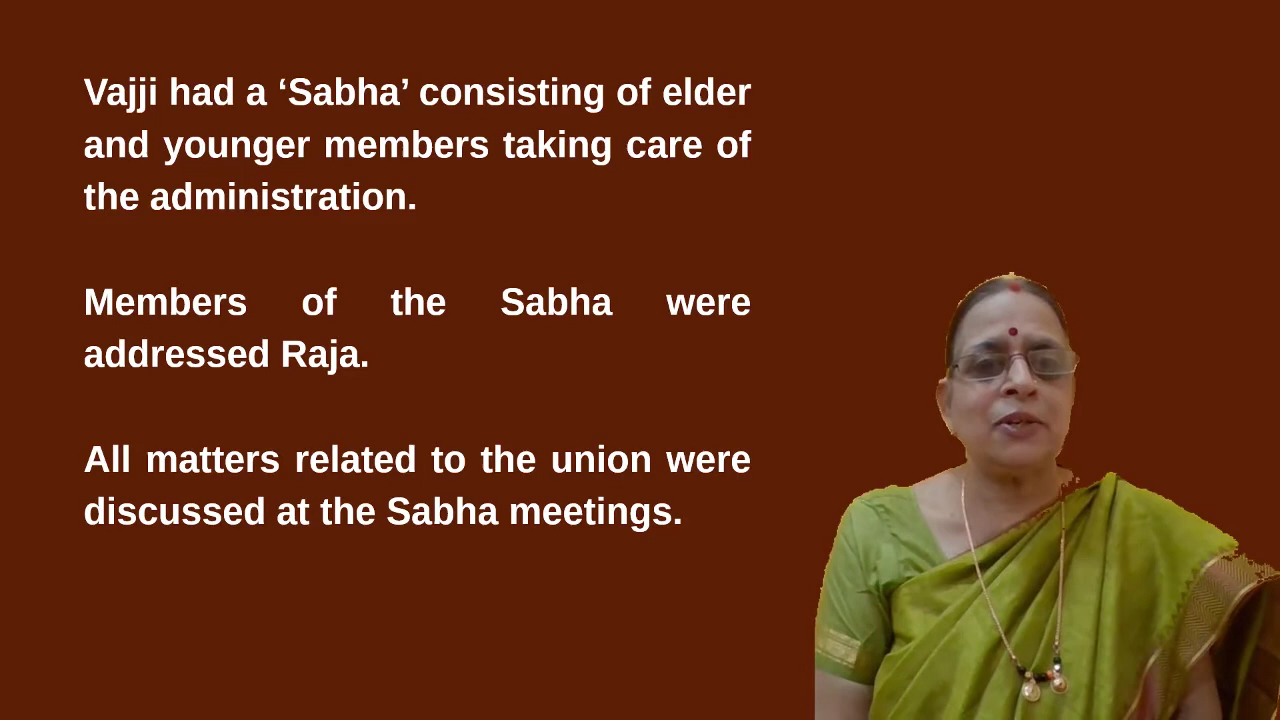 Vajji had a ‘Sabha’ consisting of elder
and younger members taking care of
the administration.
Members of the Sabha were
addressed Raja.
All matters related to the union were
discussed at the Sabha meetings.